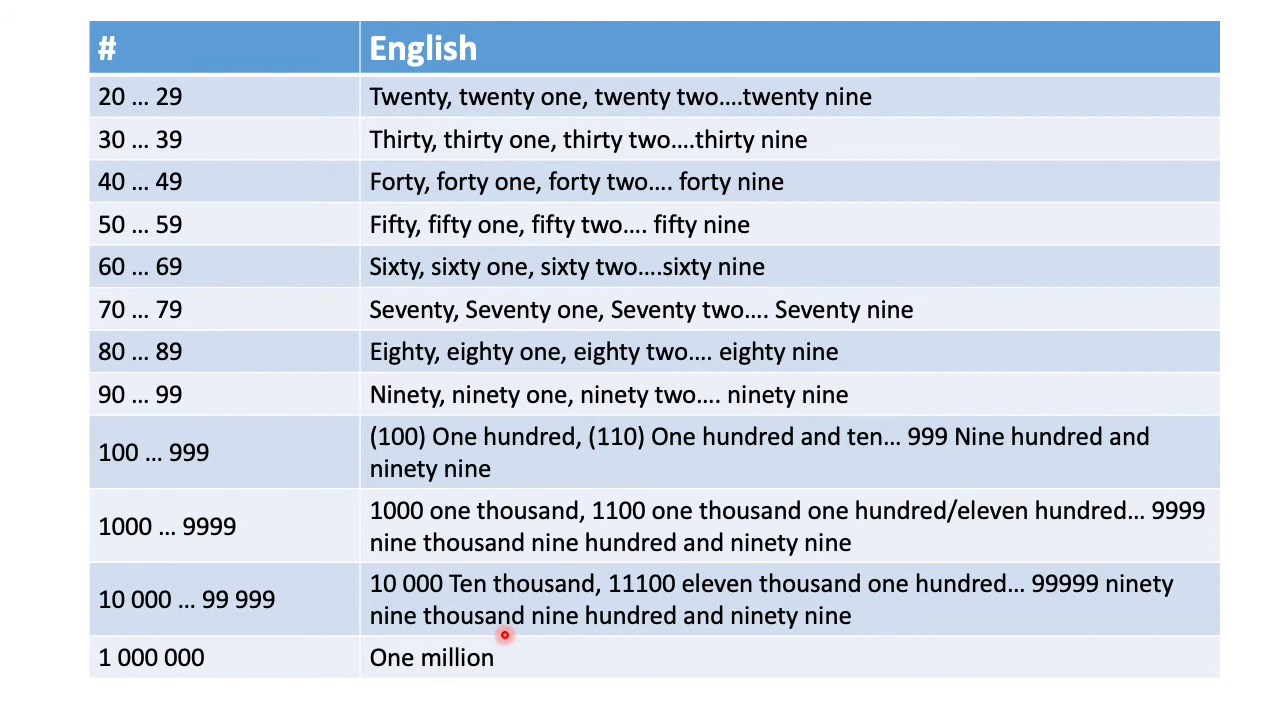 # English
20 … 29 Twenty, twenty one, twenty two….twenty nine
30 … 39 Thirty, thirty one, thirty two….thirty nine
40 … 49 Forty, forty one, forty two…. forty nine
50 … 59 Fifty, fifty one, fifty two…. fifty nine
60 … 69 Sixty, sixty one, sixty two….sixty nine
70 … 79 Seventy, Seventy one, Seventy two…. Seventy nine
80 … 89 Eighty, eighty one, eighty two…. eighty nine
90 … 99 Ninety, ninety one, ninety two…. ninety nine
100 … 999 (100) One hundred, (110) One hundred and ten… 999 Nine hundred and
ninety nine
1000 … 9999 1000 one thousand, 1100 one thousand one hundred/eleven hundred… 9999
nine thousand nine hundred and ninety nine
10 000 … 99 999 10 000 Ten thousand, 11100 eleven thousand one hundred… 99999 ninety
nine thousand nine hundred and ninety nine
1 000 000 One million